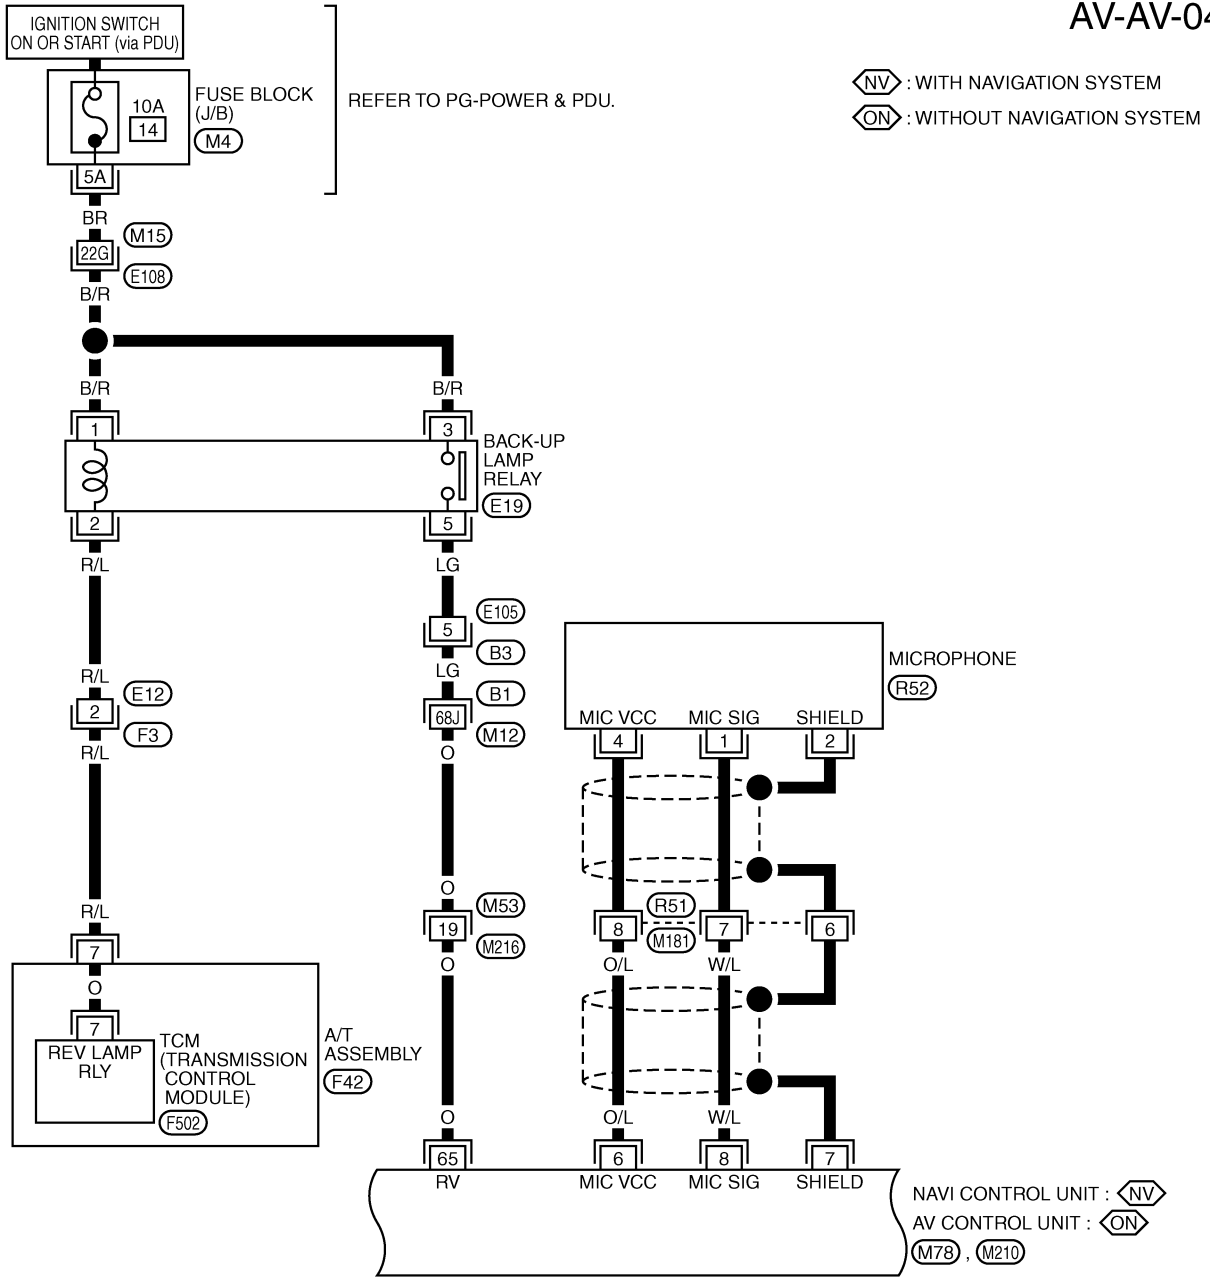 AV-AV-04
IGNITION SWITCH
ON OR START (via PDU)
10A
14
FUSE BLOCK
(J/B)
M4
REFER TO PG-POWER & PDU.
NV : WITH NAVIGATION SYSTEM
ON : WITHOUT NAVIGATION SYSTEM
5A
BR
M15
22G
E108
B/R
B/R
B/R
1
3
BACK-UP
LAMP
RELAY
E19
2
5
R/L
LG
E105
5
B3
LG
R/L
E12
2
F3
R/L
B1
68J
M12
O
MICROPHONE
R52
MIC VCC
MIC SIG
SHIELD
4
1
2
O
M53
19
M216
O
R51
8
7
6
M181
O/L
W/L
R/L
7
O
7
REV LAMP
RLY
TCM
(TRANSMISSION
CONTROL
MODULE)
F502
A/T
ASSEMBLY
F42
O
O/L
W/L
65
6
8
7
RV
MIC VCC
MIC SIG
SHIELD
NAVI CONTROL UNIT : NV
AV CONTROL UNIT : ON
M78 , M210